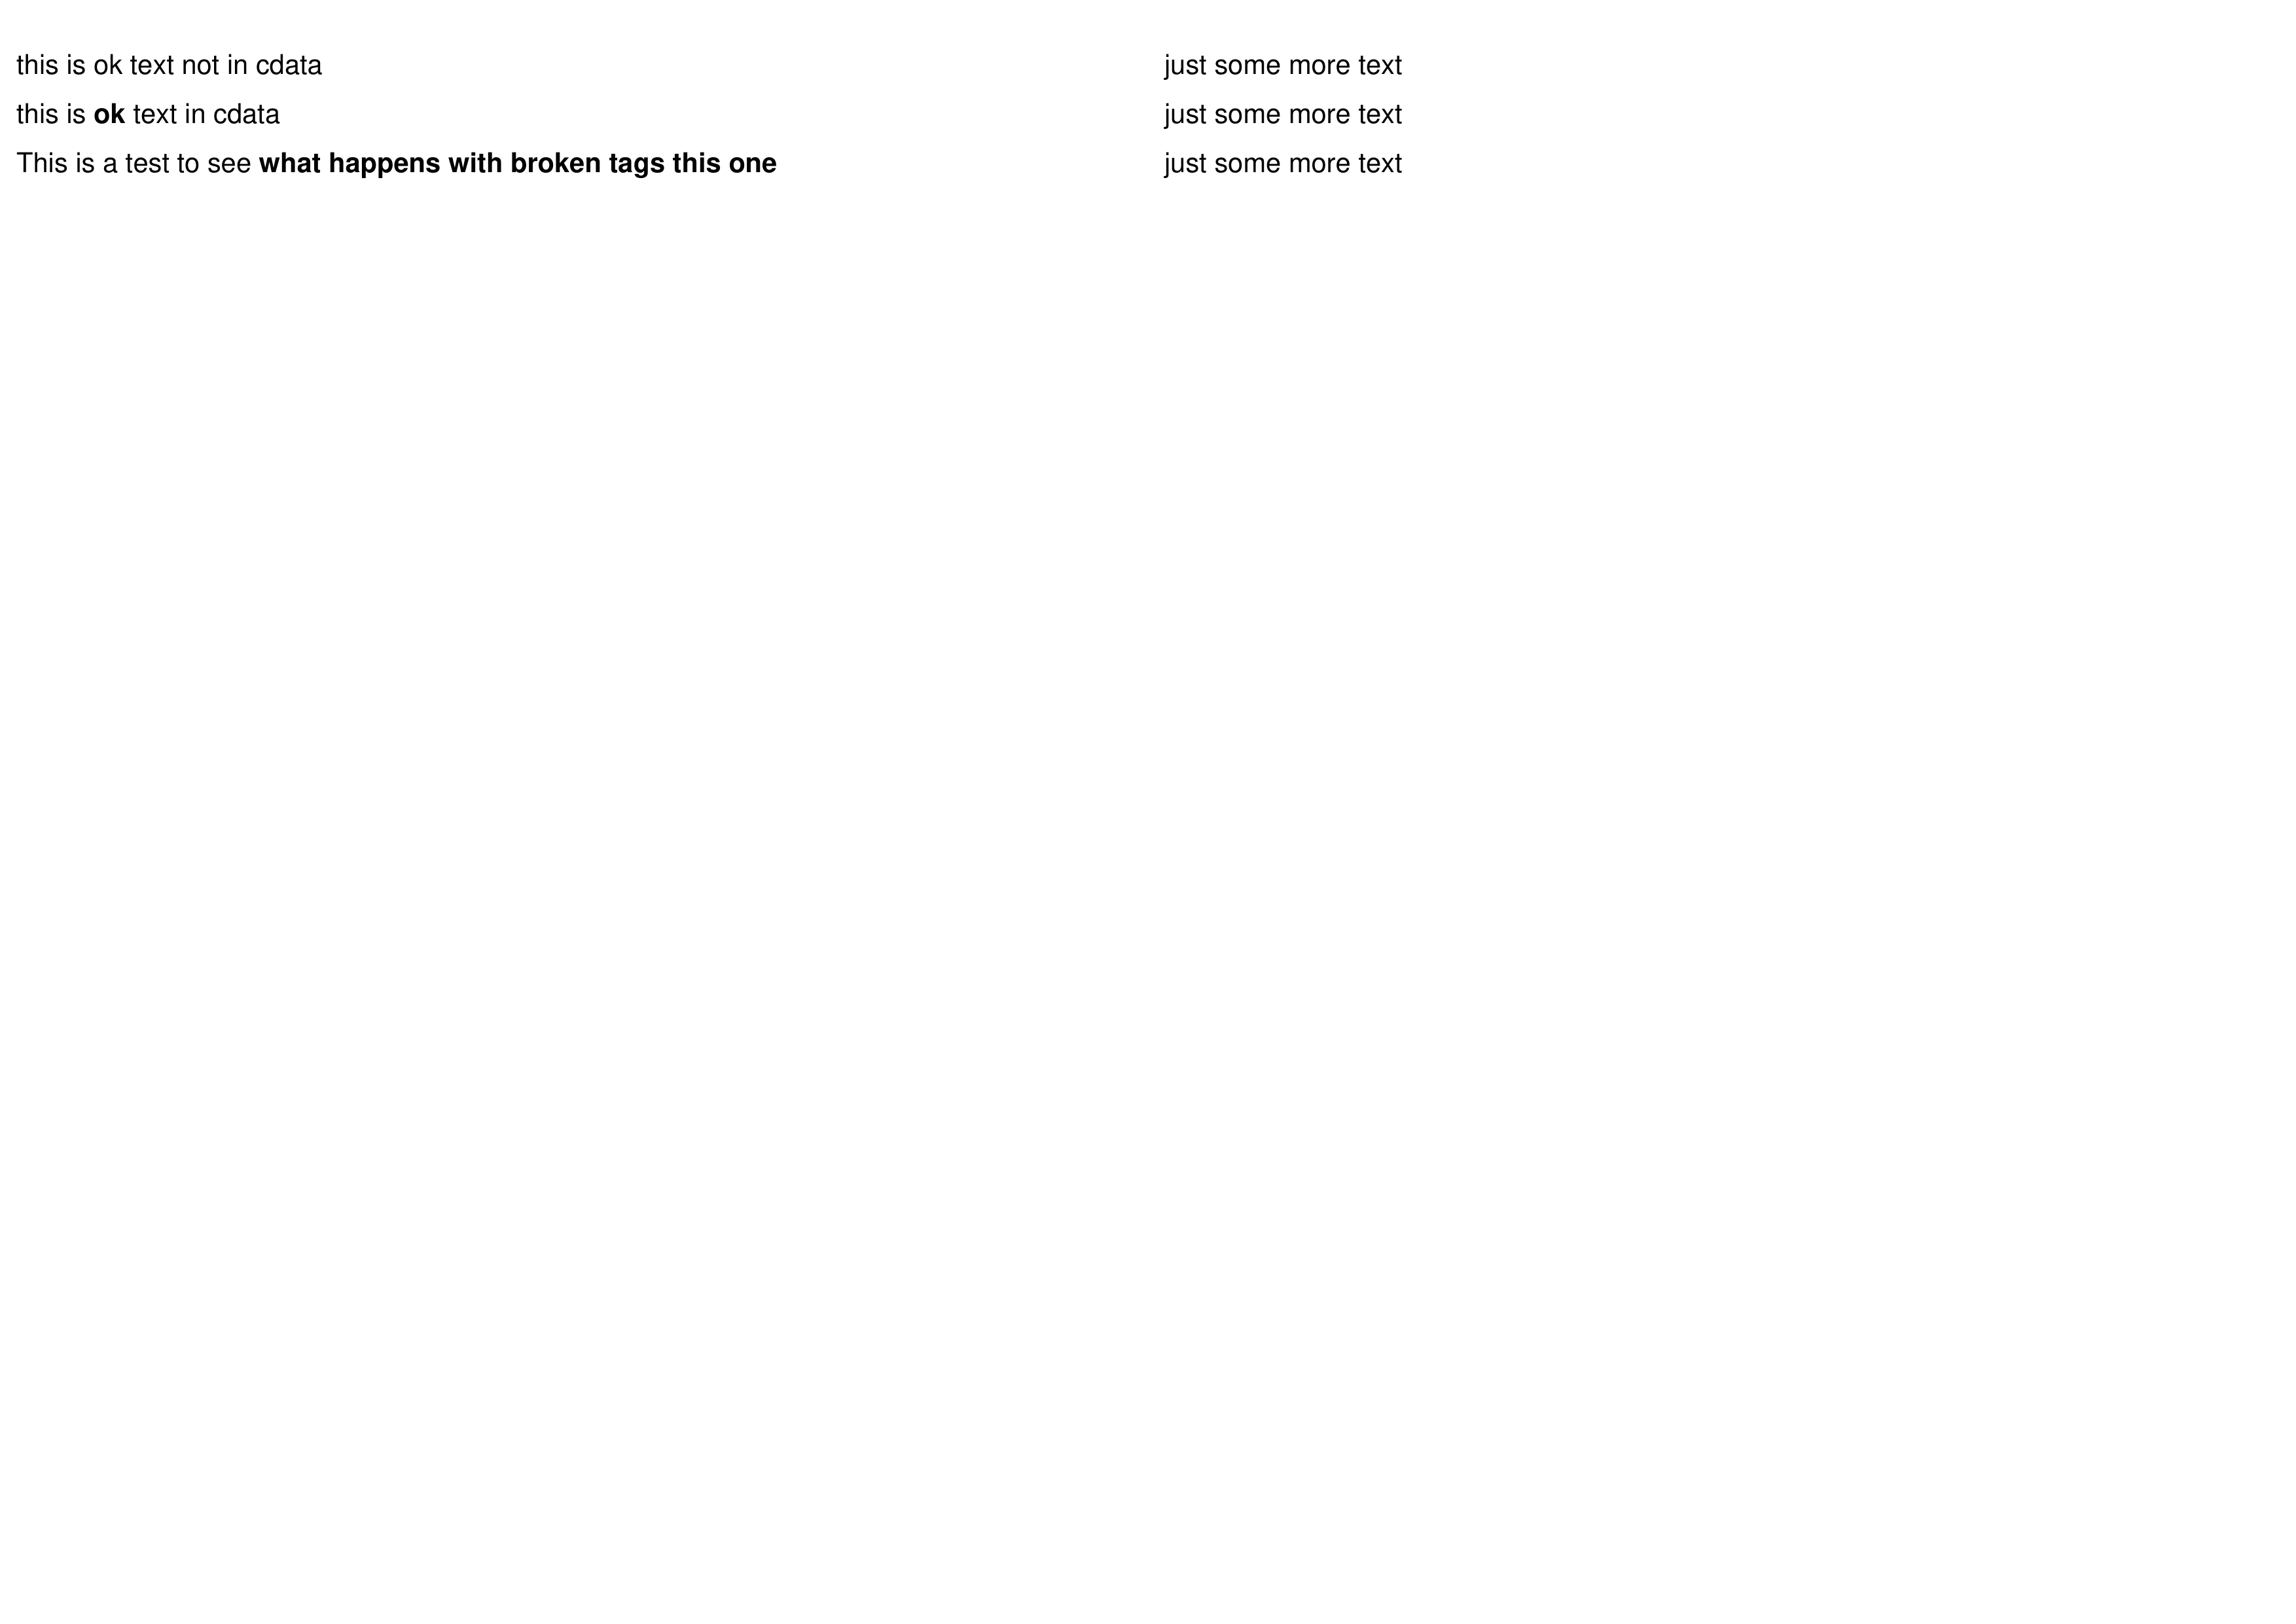 this is ok text not in cdata just some more text
this is ok text in cdata just some more text
This is a test to see what happens with broken tags this one just some more text